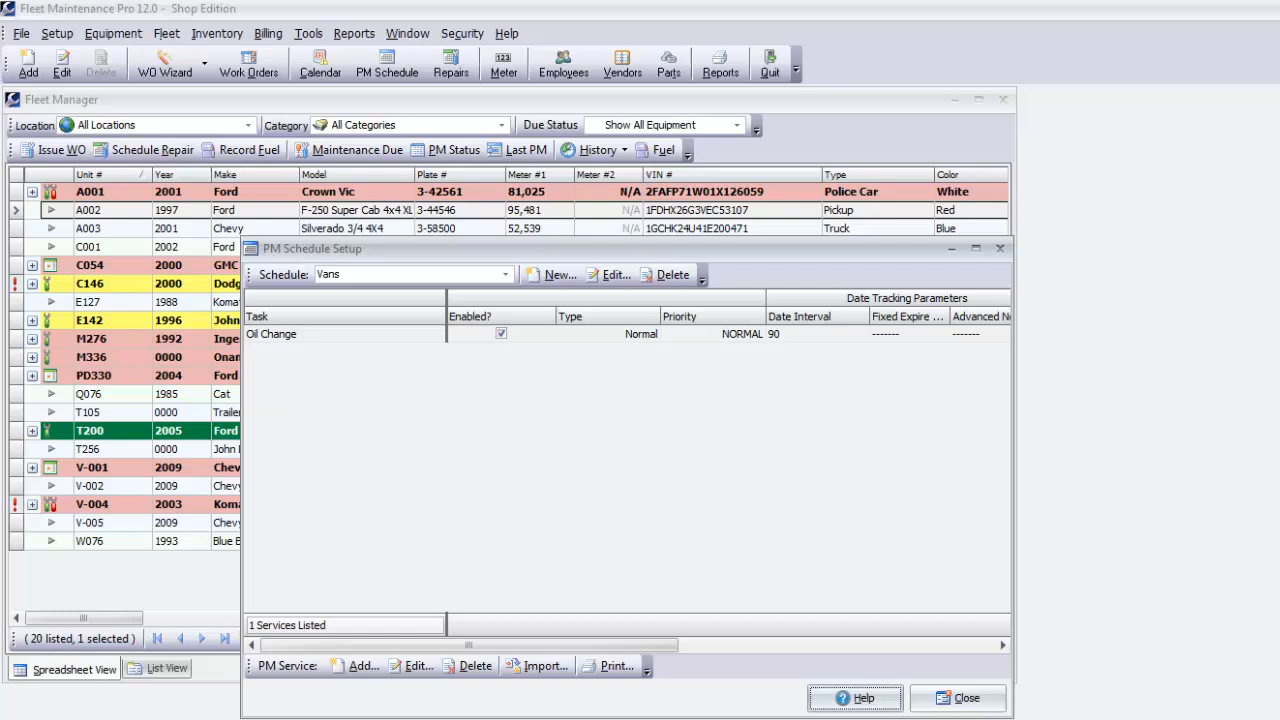 Fleet Maintenance Pro 12.0 - Shop Edition
File Setup Equipment Fleet Inventory Billing Tools Reports Window Security Help
Add Edit Delete WO Wizard Work Orders Calendar PM Schedule Repairs 123 Meter Employees Vendors Parts Reports Quit
Fleet Manager
Location All Locations Category All Categories Due Status Show All Equipment
Issue WO Schedule Repair Record Fuel Maintenance Due PM Status Last PM History Fuel
Unit # / Year Make Model Plate # Meter #1 Meter #2 VIN # Type Color
A001 2001 Ford Crown Vic 3-42561 81,025 N/A 2FAFP71W01X126059 Police Car White
A002 1997 Ford F-250 Super Cab 4x4 XL 3-44546 95,481 N/A 1FDHX26G3VEC53107 Pickup Red
A003 2001 Chevy Silverado 3/4 4X4 3-58500 52,539 N/A 1GCHK24U41E200471 Truck Blue
C001 2002 Ford
C054 2000 GMC
C146 2000 Dodg
E127 1988 Koma
E142 1996 John
M276 1992 Inge
M336 0000 Onan
PD330 2004 Ford
Q076 1985 Cat
T105 0000 Trailer
T200 2005 Ford
T256 0000 John
V-001 2009 Chev
V-002 2009 Chevy
V-004 2003 Koma
V-005 2009 Chevy
W076 1993 Blue B
( 20 listed, 1 selected )
Spreadsheet View List View
PM Schedule Setup
Schedule: Vans New... Edit... Delete
Date Tracking Parameters
Task Enabled? Type Priority Date Interval Fixed Expire ... Advanced No
Oil Change Normal NORMAL 90 ------- -------
1 Services Listed
PM Service: Add... Edit... Delete Import... Print...
Help Close